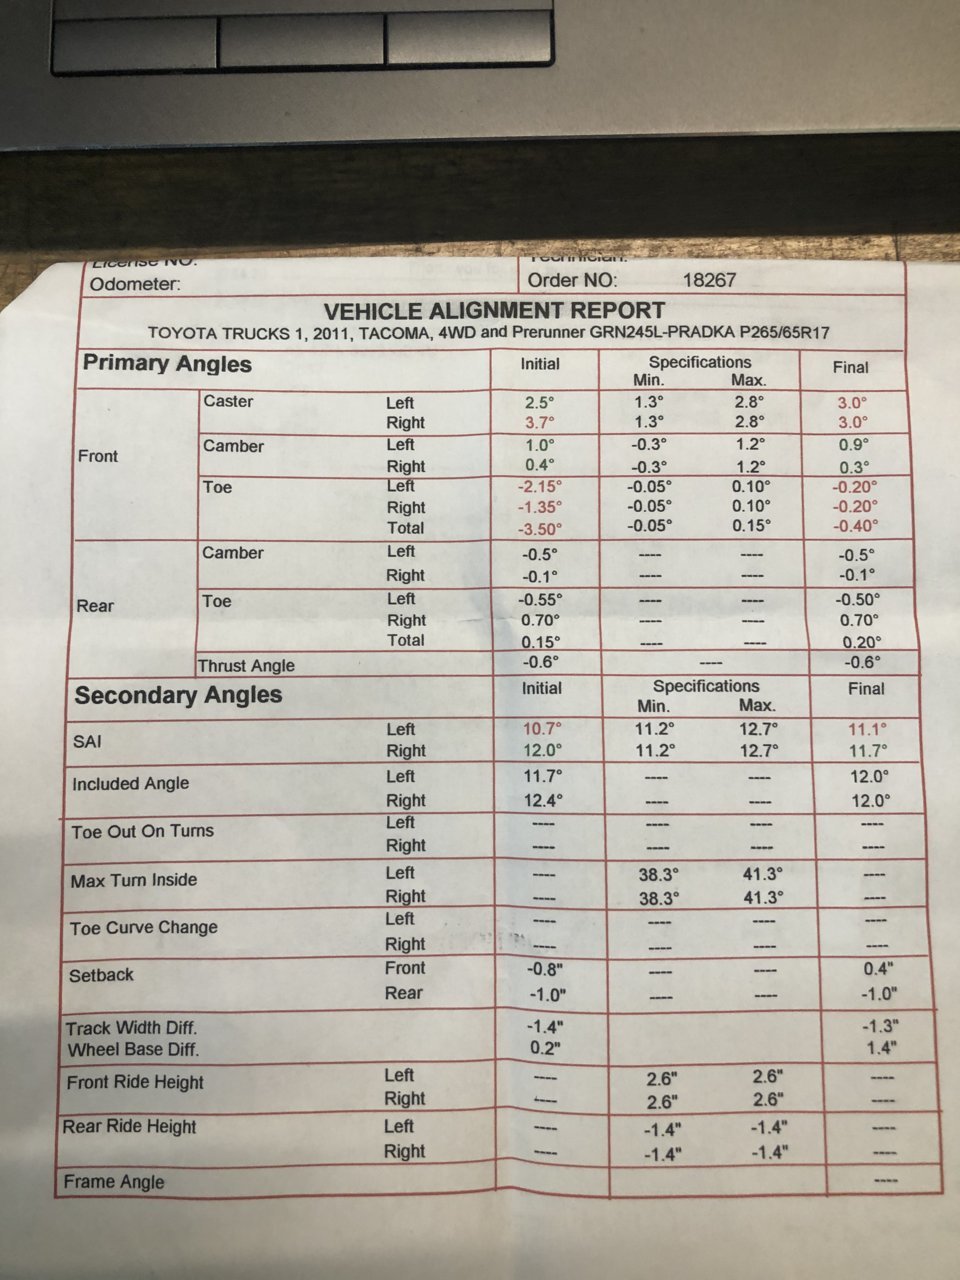 License NO:
Technician:
Odometer:
Order NO: 18267
VEHICLE ALIGNMENT REPORT
TOYOTA TRUCKS 1, 2011, TACOMA, 4WD and Prerunner GRN245L-PRADKA P265/65R17
Primary Angles Initial Specifications Final
Min. Max.
Front Caster Left 2.5° 1.3° 2.8° 3.0°
Right 3.7° 1.3° 2.8° 3.0°
Camber Left 1.0° -0.3° 1.2° 0.9°
Right 0.4° -0.3° 1.2° 0.3°
Toe Left -2.15° -0.05° 0.10° -0.20°
Right -1.35° -0.05° 0.10° -0.20°
Total -3.50° -0.05° 0.15° -0.40°
Rear Camber Left -0.5° ---- ---- -0.5°
Right -0.1° ---- ---- -0.1°
Toe Left -0.55° ---- ---- -0.50°
Right 0.70° ---- ---- 0.70°
Total 0.15° ---- ---- 0.20°
Thrust Angle -0.6° ---- -0.6°
Secondary Angles Initial Specifications Final
Min. Max.
SAI Left 10.7° 11.2° 12.7° 11.1°
Right 12.0° 11.2° 12.7° 11.7°
Included Angle Left 11.7° ---- ---- 12.0°
Right 12.4° ---- ---- 12.0°
Toe Out On Turns Left ---- ---- ---- ----
Right ---- ---- ---- ----
Max Turn Inside Left ---- 38.3° 41.3° ----
Right ---- 38.3° 41.3° ----
Toe Curve Change Left ---- ---- ---- ----
Right ---- ---- ---- ----
Setback Front -0.8" ---- ---- 0.4"
Rear -1.0" ---- ---- -1.0"
Track Width Diff. -1.4" -1.3"
Wheel Base Diff. 0.2" 1.4"
Front Ride Height Left ---- 2.6" 2.6" ----
Right ---- 2.6" 2.6" ----
Rear Ride Height Left ---- -1.4" -1.4" ----
Right ---- -1.4" -1.4" ----
Frame Angle ----